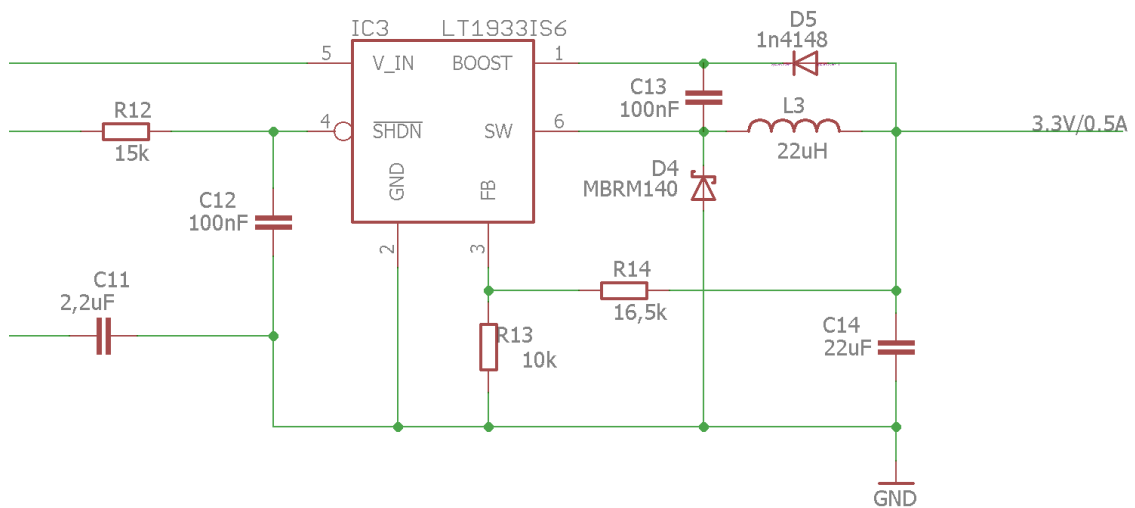 IC3 LT1933IS6
D5
1n4148
5 V_IN BOOST 1
C13
100nF
R12
15k
4 SHDN SW 6
L3
22uH
3.3V/0.5A
D4
MBRM140
GND FB
C12
100nF
2 3
C11
2,2uF
R14
16,5k
R13
10k
C14
22uF
GND